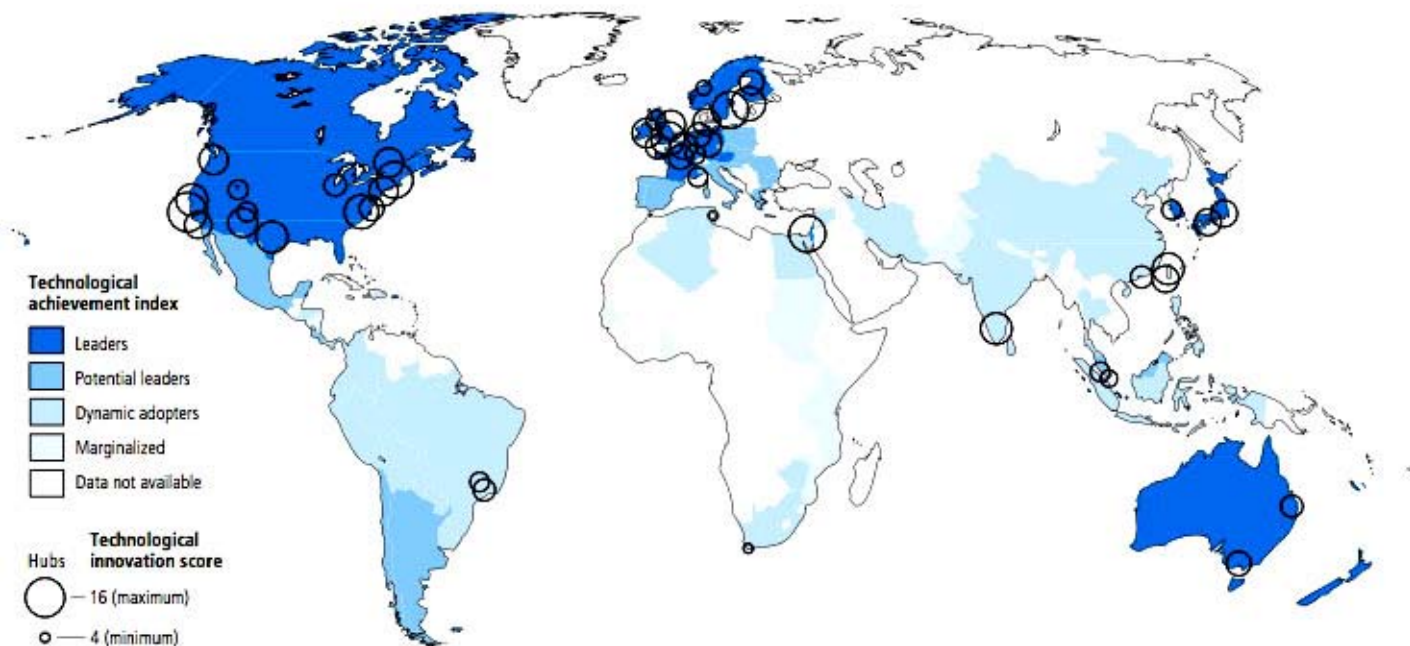 Technological
achievement index
Leaders
Potential leaders
Dynamic adopters
Marginalized
Data not available
Technological
innovation score
Hubs
16 (maximum)
4 (minimum)